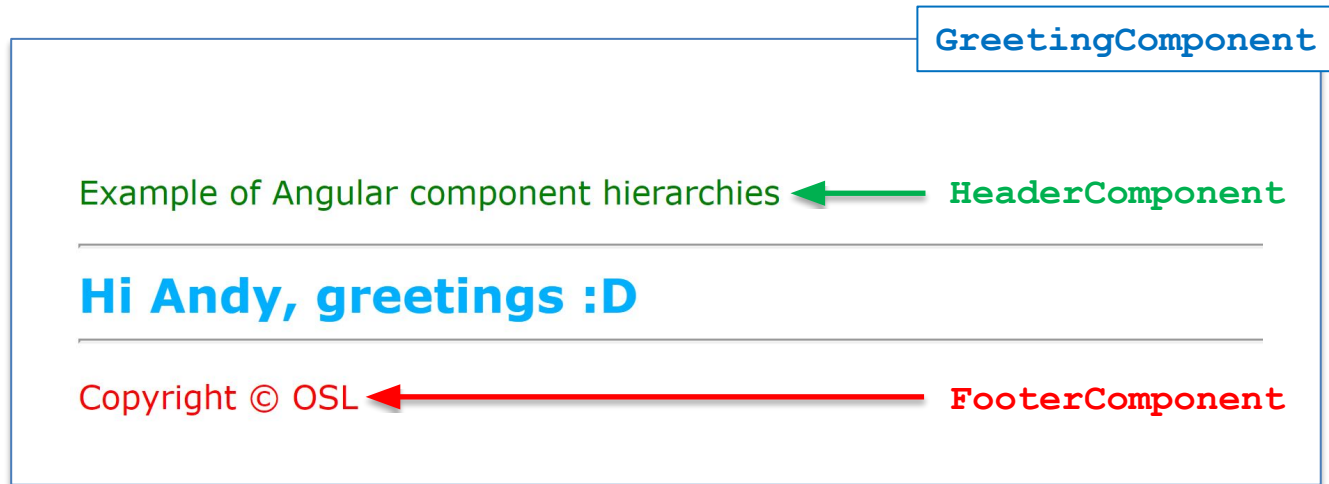 GreetingComponent
Example of Angular component hierarchies HeaderComponent
Hi Andy, greetings :D
Copyright © OSL FooterComponent